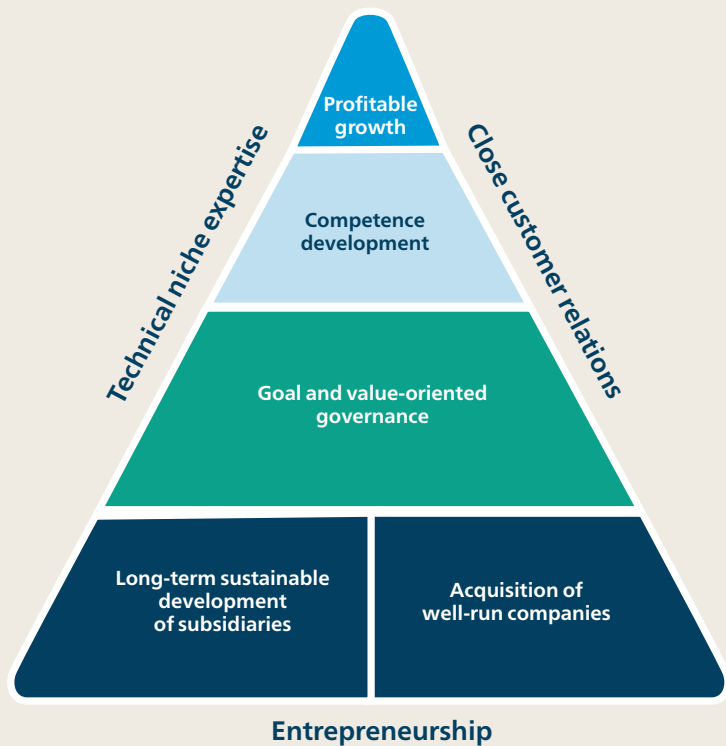 Profitable
growth
Technical niche expertise
Close customer relations
Competence
development
Goal and value-oriented
governance
Long-term sustainable
development
of subsidiaries
Acquisition of
well-run companies
Entrepreneurship